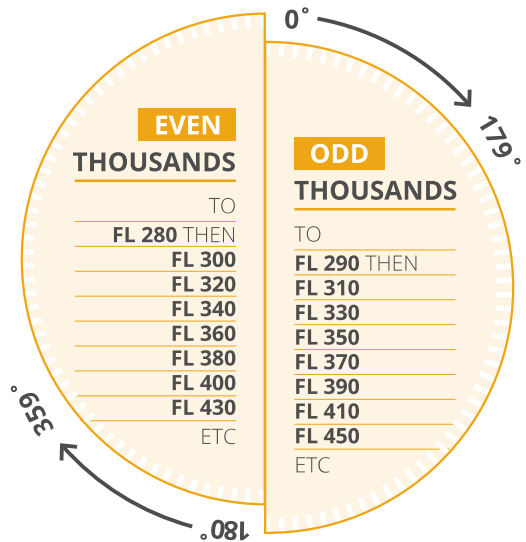 0°
179°
EVEN
THOUSANDS
TO
FL 280 THEN
FL 300
FL 320
FL 340
FL 360
FL 380
FL 400
FL 430
ETC
ODD
THOUSANDS
TO
FL 290 THEN
FL 310
FL 330
FL 350
FL 370
FL 390
FL 410
FL 450
ETC
180°
359°